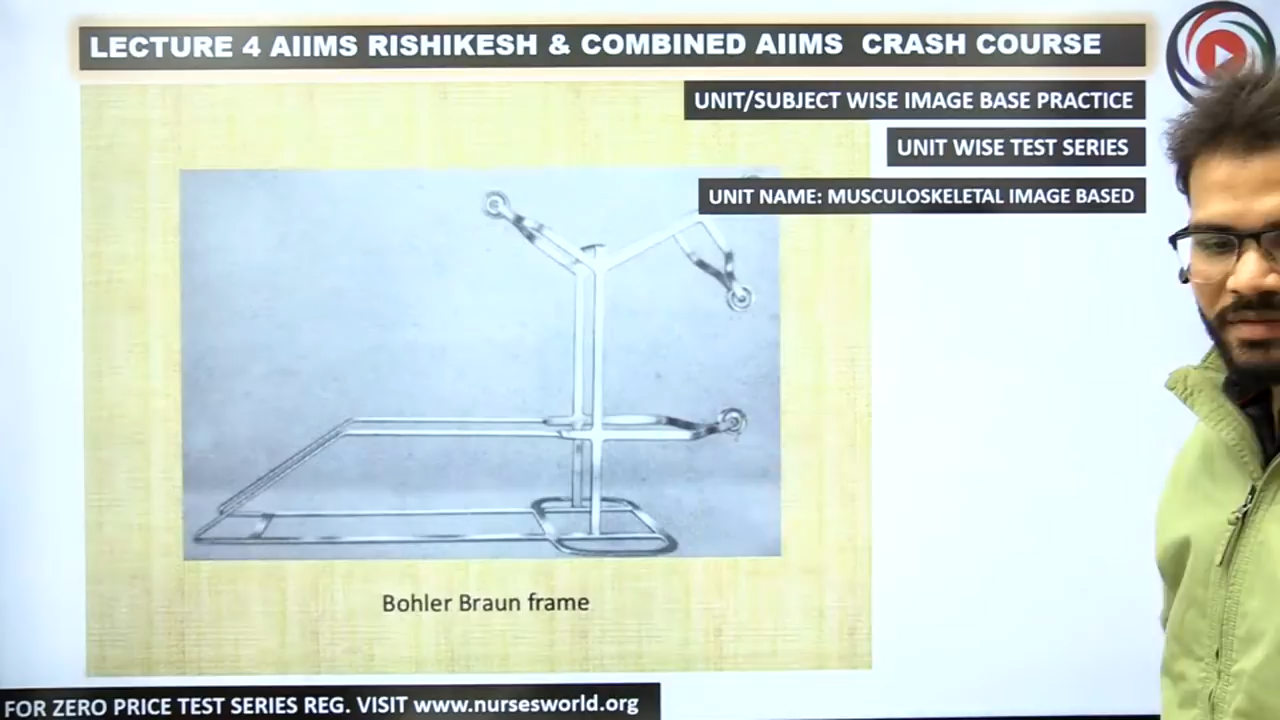 LECTURE 4 AIIMS RISHIKESH & COMBINED AIIMS CRASH COURSE
UNIT/SUBJECT WISE IMAGE BASE PRACTICE
UNIT WISE TEST SERIES
UNIT NAME: MUSCULOSKELETAL IMAGE BASED
Bohler Braun frame
FOR ZERO PRICE TEST SERIES REG. VISIT www.nursesworld.org